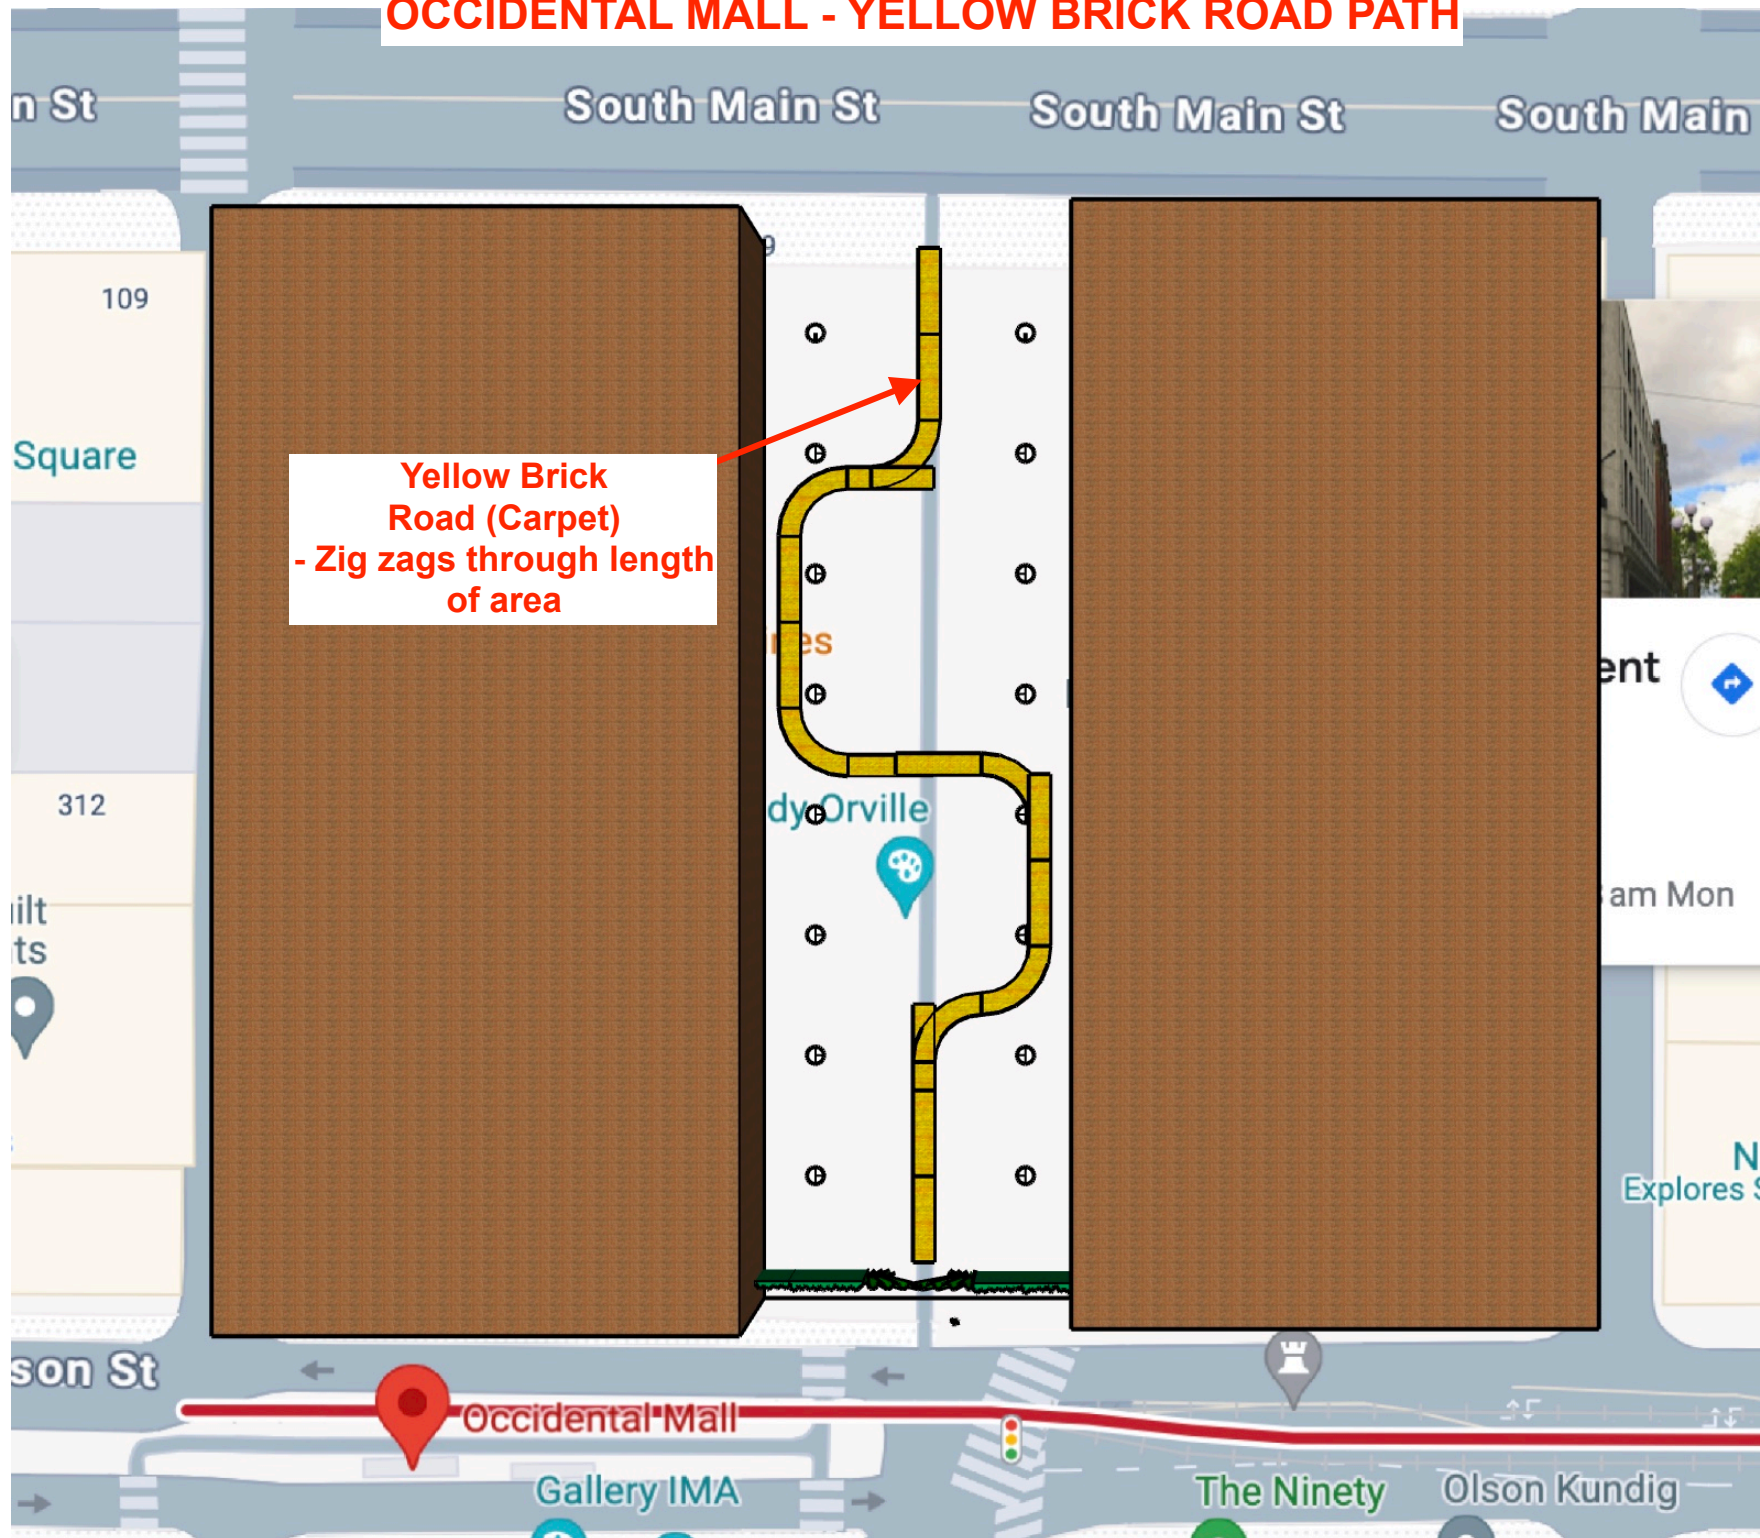 OCCIDENTAL MALL - YELLOW BRICK ROAD PATH
n St
South Main St
South Main St
South Main
9
109
Square
Yellow Brick
Road (Carpet)
- Zig zags through length
of area
ines
ent
312
dy Orville
am Mon
ilt
ts
N
Explores S
son St
Occidental Mall
Gallery IMA
The Ninety
Olson Kundig